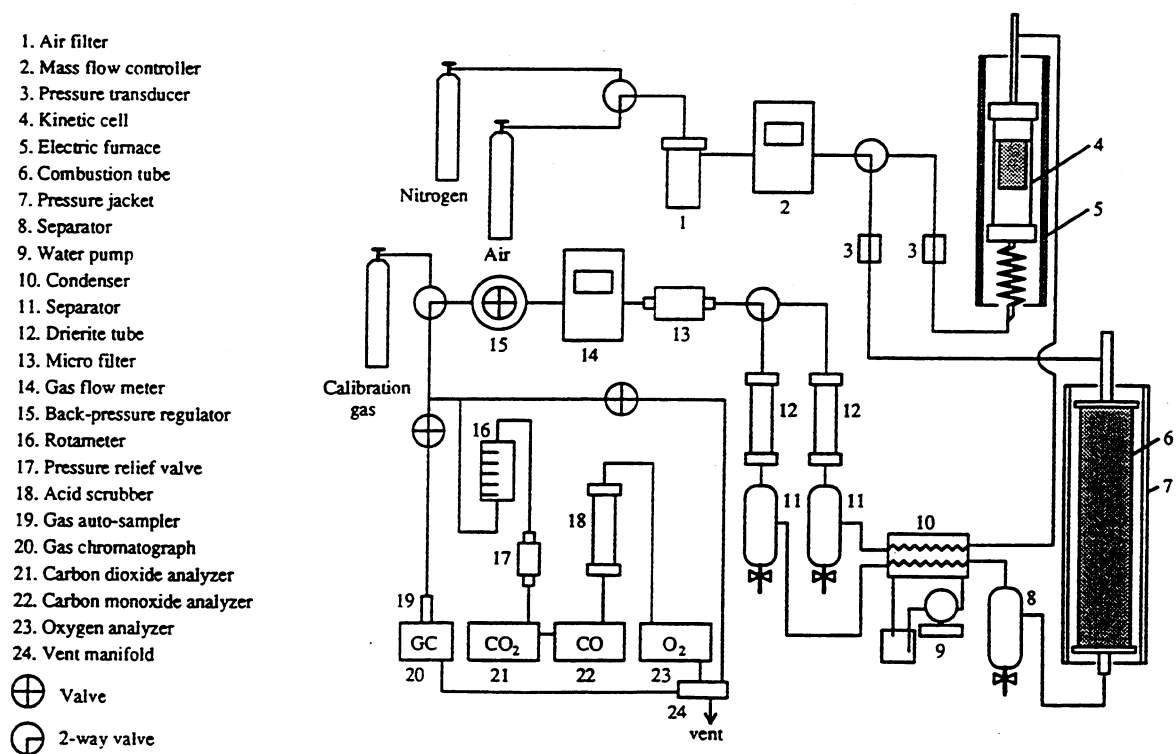 1. Air filter
2. Mass flow controller
3. Pressure transducer
4. Kinetic cell
5. Electric furnace
6. Combustion tube
7. Pressure jacket
8. Separator
9. Water pump
10. Condenser
11. Separator
12. Drierite tube
13. Micro filter
14. Gas flow meter
15. Back-pressure regulator
16. Rotameter
17. Pressure relief valve
18. Acid scrubber
19. Gas auto-sampler
20. Gas chromatograph
21. Carbon dioxide analyzer
22. Carbon monoxide analyzer
23. Oxygen analyzer
24. Vent manifold
Valve
2-way valve
Nitrogen
Air
1
2
3
3
4
5
Calibration
gas
15
14
13
12
12
6
7
16
17
18
11
11
10
9
8
19
GC
CO2
CO
O2
20
21
22
23
24
vent